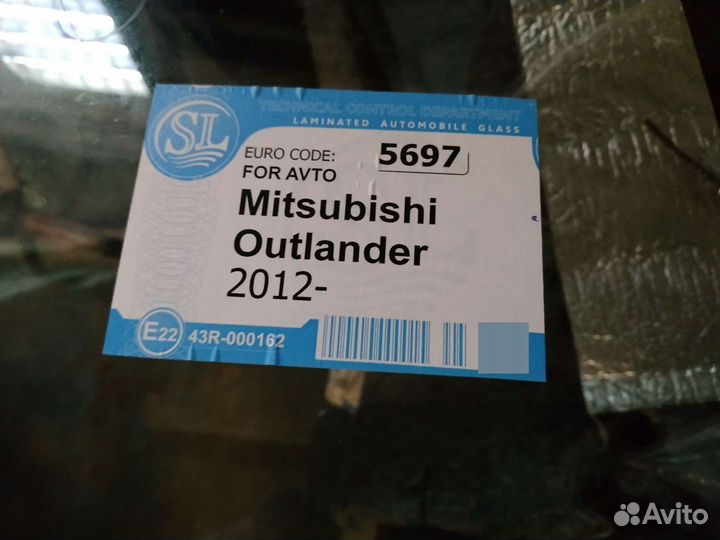 SL
TECHNICAL CONTROL DEPARTMENT
LAMINATED AUTOMOBILE GLASS
EURO CODE: 5697
FOR AVTO
Mitsubishi
Outlander
2012-
E22 43R-000162
Avito